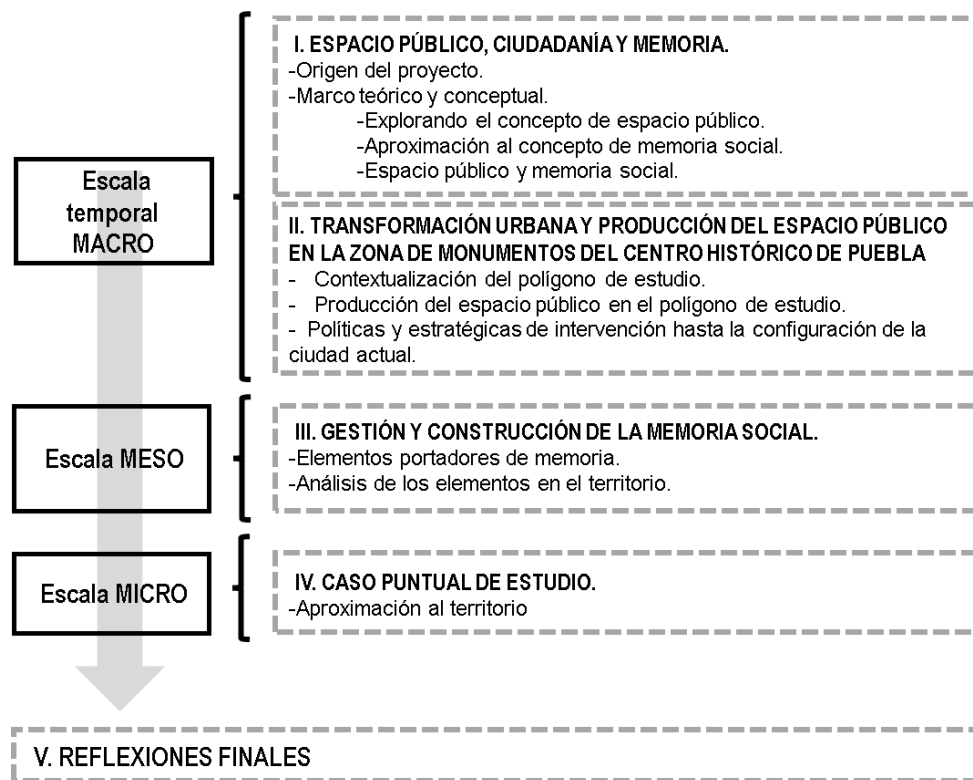 I. ESPACIO PÚBLICO, CIUDADANÍA Y MEMORIA.
-Origen del proyecto.
-Marco teórico y conceptual.
-Explorando el concepto de espacio público.
-Aproximación al concepto de memoria social.
-Espacio público y memoria social.
Escala
temporal
MACRO
II. TRANSFORMACIÓN URBANA Y PRODUCCIÓN DEL ESPACIO PÚBLICO
EN LA ZONA DE MONUMENTOS DEL CENTRO HISTÓRICO DE PUEBLA
- Contextualización del polígono de estudio.
- Producción del espacio público en el polígono de estudio.
- Políticas y estratégicas de intervención hasta la configuración de la
ciudad actual.
Escala MESO
III. GESTIÓN Y CONSTRUCCIÓN DE LA MEMORIA SOCIAL.
-Elementos portadores de memoria.
-Análisis de los elementos en el territorio.
Escala MICRO
IV. CASO PUNTUAL DE ESTUDIO.
-Aproximación al territorio
V. REFLEXIONES FINALES